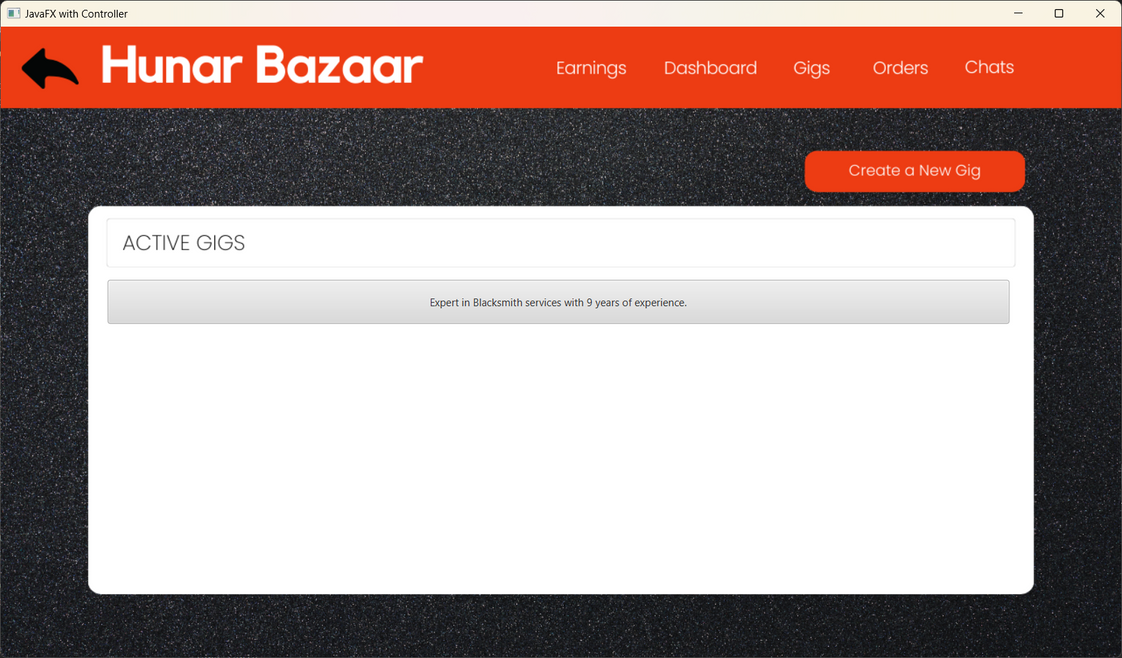 JavaFX with Controller
Hunar Bazaar
Earnings
Dashboard
Gigs
Orders
Chats
Create a New Gig
ACTIVE GIGS
Expert in Blacksmith services with 9 years of experience.